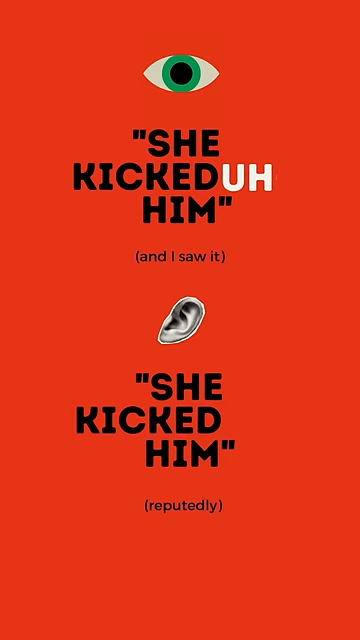 "SHE
KICKEDUH
HIM"
(and I saw it)
"SHE
KICKED
HIM"
(reputedly)